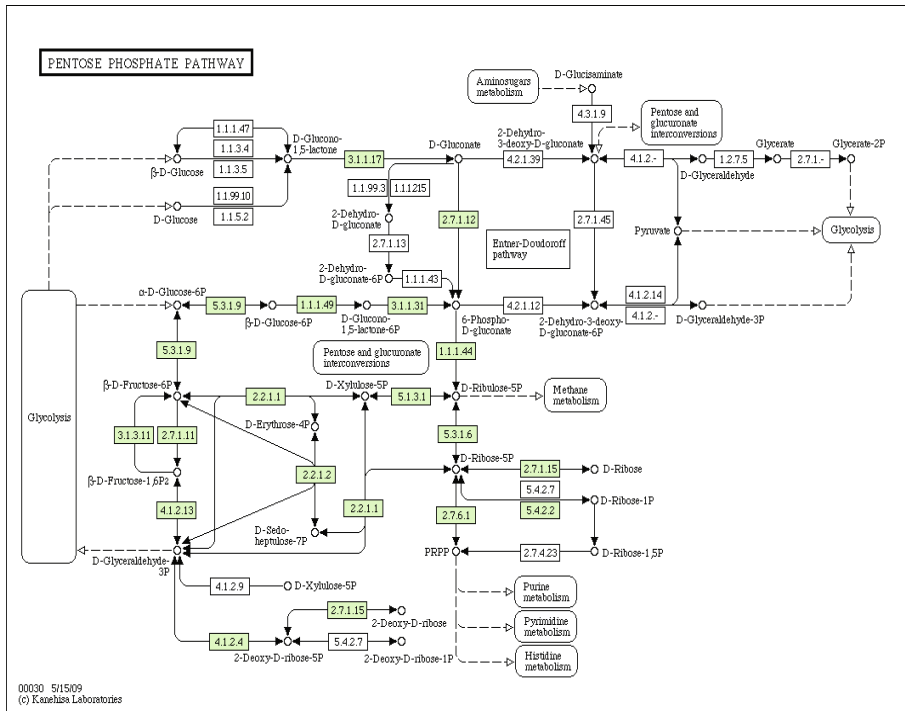 PENTOSE PHOSPHATE PATHWAY
D-Glucisaminate
Aminosugars
metabolism
4.3.1.9
Pentose and
glucuronate
interconversions
1.1.1.47
D-Glucono-
1,5-lactone
D-Gluconate
2-Dehydro-
3-deoxy-D-gluconate
Glycerate
Glycerate-2P
1.1.3.4
β-D-Glucose
1.1.3.5
3.1.1.17
4.2.1.39
4.1.2.-
1.2.7.5
2.7.1.-
D-Glyceraldehyde
1.1.99.10
D-Glucose
1.1.5.2
1.1.99.3
1.1.1.215
2-Dehydro-
D-gluconate
2.7.1.12
2.7.1.45
2.7.1.13
Entner-Doudoroff
pathway
Pyruvate
Glycolysis
2-Dehydro-
D-gluconate-6P
1.1.1.43
α-D-Glucose-6P
5.3.1.9
β-D-Glucose-6P
1.1.1.49
D-Glucono-
1,5-lactone-6P
3.1.1.31
6-Phospho-
D-gluconate
4.2.1.12
2-Dehydro-3-deoxy-
D-gluconate-6P
4.1.2.14
4.1.2.-
D-Glyceraldehyde-3P
5.3.1.9
Pentose and glucuronate
interconversions
1.1.1.44
β-D-Fructose-6P
2.2.1.1
D-Xylulose-5P
5.1.3.1
D-Ribulose-5P
Methane
metabolism
Glycolysis
3.1.3.11
2.7.1.11
D-Erythrose-4P
5.3.1.6
β-D-Fructose-1,6P2
2.2.1.2
D-Ribose-5P
2.7.1.15
D-Ribose
5.4.2.7
5.4.2.2
D-Ribose-1P
4.1.2.13
2.2.1.1
2.7.6.1
D-Sedo-
heptulose-7P
D-Glyceraldehyde-
3P
PRPP
2.7.4.23
D-Ribose-1,5P
4.1.2.9
D-Xylulose-5P
Purine
metabolism
2.7.1.15
2-Deoxy-D-ribose
Pyrimidine
metabolism
4.1.2.4
2-Deoxy-D-ribose-5P
5.4.2.7
2-Deoxy-D-ribose-1P
Histidine
metabolism
00030 5/15/09
(c) Kanehisa Laboratories